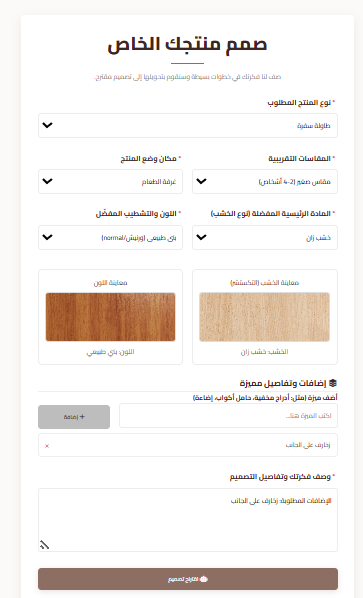 صمم منتجك الخاص
صف لنا فكرتك في خطوات بسيطة وسنقوم بتحويلها إلى تصميم مقترح.
* نوع المنتج المطلوب
طاولة سفرة
* المقاسات التقريبية
* مكان وضع المنتج
مقاس صغير (2-4 أشخاص)
غرفة الطعام
* المادة الرئيسية المفضلة (نوع الخشب)
* اللون والتشطيب المفضّل
خشب زان
بني طبيعي (ورنيش/normal)
معاينة الخشب (التكستشر)
معاينة اللون
الخشب: خشب زان
اللون: بني طبيعي
إضافات وتفاصيل مميزة
أضف ميزة (مثل: أدراج مخفية، حامل أكواب، إضاءة)
اكتب الميزة هنا...
+ إضافة
زخارف على الجانب
×
* وصف فكرتك وتفاصيل التصميم
الإضافات المطلوبة: زخارف على الجانب
اقتراح تصميم